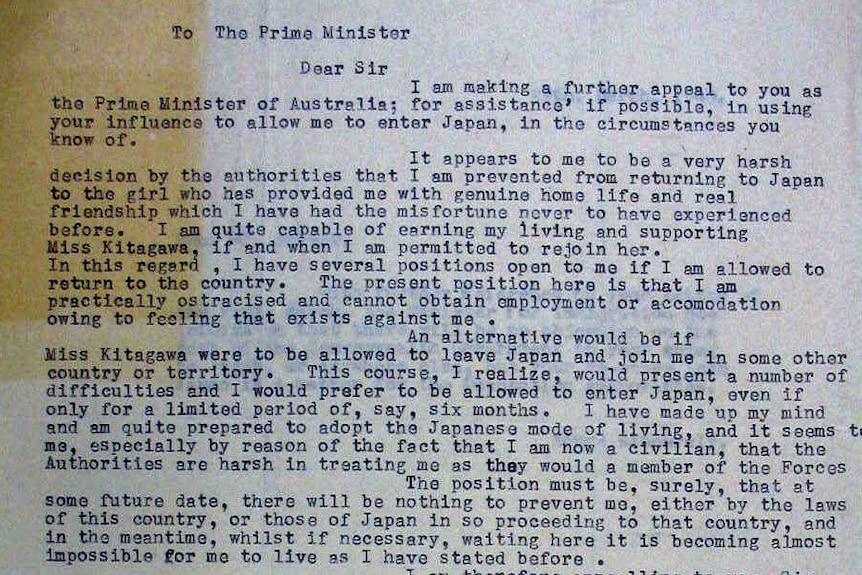 To The Prime Minister
Dear Sir
I am making a further appeal to you as
the Prime Minister of Australia; for assistance' if possible, in using
your influence to allow me to enter Japan, in the circumstances you
know of.
It appears to me to be a very harsh
decision by the authorities that I am prevented from returning to Japan
to the girl who has provided me with genuine home life and real
friendship which I have had the misfortune never to have experienced
before. I am quite capable of earning my living and supporting
Miss Kitagawa, if and when I am permitted to rejoin her.
In this regard , I have several positions open to me if I am allowed to
return to the country. The present position here is that I am
practically ostracised and cannot obtain employment or accomodation
owing to feeling that exists against me .
An alternative would be if
Miss Kitagawa were to be allowed to leave Japan and join me in some other
country or territory. This course, I realize, would present a number of
difficulties and I would prefer to be allowed to enter Japan, even if
only for a limited period of, say, six months. I have made up my mind
and am quite prepared to adopt the Japanese mode of living, and it seems to
me, especially by reason of the fact that I am now a civilian, that the
Authorities are harsh in treating me as they would a member of the Forces
The position must be, surely, that at
some future date, there will be nothing to prevent me, either by the laws
of this country, or those of Japan in so proceeding to that country, and
in the meantime, whilst if necessary, waiting here it is becoming almost
impossible for me to live as I have stated before .